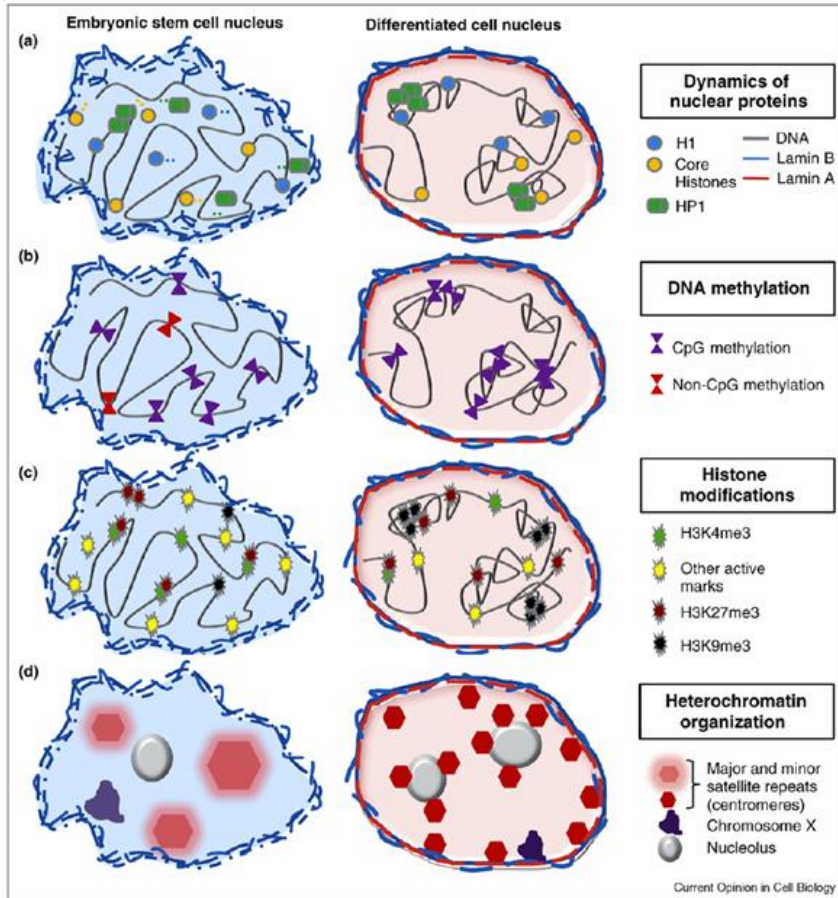 Embryonic stem cell nucleus
Differentiated cell nucleus
(a)
Dynamics of
nuclear proteins
H1
Core
Histones
HP1
DNA
Lamin B
Lamin A
(b)
DNA methylation
CpG methylation
Non-CpG methylation
(c)
Histone
modifications
H3K4me3
Other active
marks
H3K27me3
H3K9me3
(d)
Heterochromatin
organization
Major and minor
satellite repeats
(centromeres)
Chromosome X
Nucleolus
Current Opinion in Cell Biology